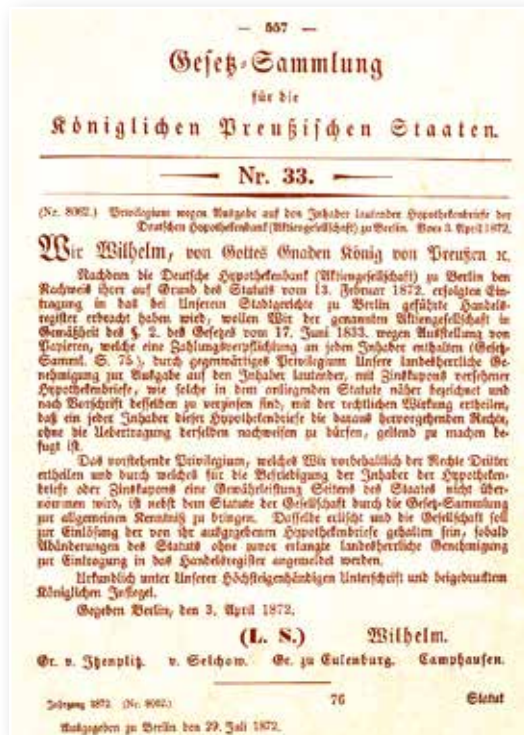 — 557 —
Gesetz-Sammlung
für die
Königlichen Preußischen Staaten.
Nr. 33.
(Nr. 8062.) Privilegium wegen Ausgabe auf den Inhaber lautender Hypothekenbriefe der
Deutschen Hypothekenbank (Aktiengesellschaft) zu Berlin. Vom 3. April 1872.
Wir Wilhelm, von Gottes Gnaden König von Preußen ꝛc.
Nachdem die Deutsche Hypothekenbank (Aktiengesellschaft) zu Berlin den
Nachweis ihrer auf Grund des Statuts vom 13. Februar 1872. erfolgten Ein-
tragung in das bei Unserem Stadtgerichte zu Berlin geführte Handels-
register erbracht haben wird, wollen Wir der genannten Aktiengesellschaft in
Gemäßheit des §. 2. des Gesetzes vom 17. Juni 1833. wegen Ausstellung von
Papieren, welche eine Zahlungsverpflichtung an jeden Inhaber enthalten (Gesetz-
Samml. S. 75.), durch gegenwärtiges Privilegium Unsere landesherrliche Ge-
nehmigung zur Ausgabe auf den Inhaber lautender, mit Zinskupons versehener
Hypothekenbriefe, wie solche in dem anliegenden Statute näher bezeichnet und
nach Vorschrift desselben zu verzinsen sind, mit der rechtlichen Wirkung ertheilen,
daß ein jeder Inhaber dieser Hypothekenbriefe die daraus hervorgehenden Rechte,
ohne die Uebertragung derselben nachweisen zu dürfen, geltend zu machen be-
fugt ist.
Das vorstehende Privilegium, welches Wir vorbehaltlich der Rechte Dritter
ertheilen und durch welches für die Befriedigung der Inhaber der Hypotheken-
briefe oder Zinskupons eine Gewährleistung Seitens des Staates nicht über-
nommen wird, ist nebst dem Statute der Gesellschaft durch die Gesetz-Sammlung
zur allgemeinen Kenntniß zu bringen. Dasselbe erlischt und die Gesellschaft soll
zur Einlösung der von ihr ausgegebenen Hypothekenbriefe gehalten sein, sobald
Abänderungen des Statuts ohne zuvor erlangte landesherrliche Genehmigung
zur Eintragung in das Handelsregister angemeldet werden.
Urkundlich unter Unserer Höchsteigenhändigen Unterschrift und beigedrucktem
Königlichen Insiegel.
Gegeben Berlin, den 3. April 1872.
(L. S.) Wilhelm.
Gr. v. Itzenplitz. v. Selchow. Gr. zu Eulenburg. Camphausen.
Jahrgang 1872. (Nr. 8062.) 76 Statut
Ausgegeben zu Berlin den 29. Juli 1872.